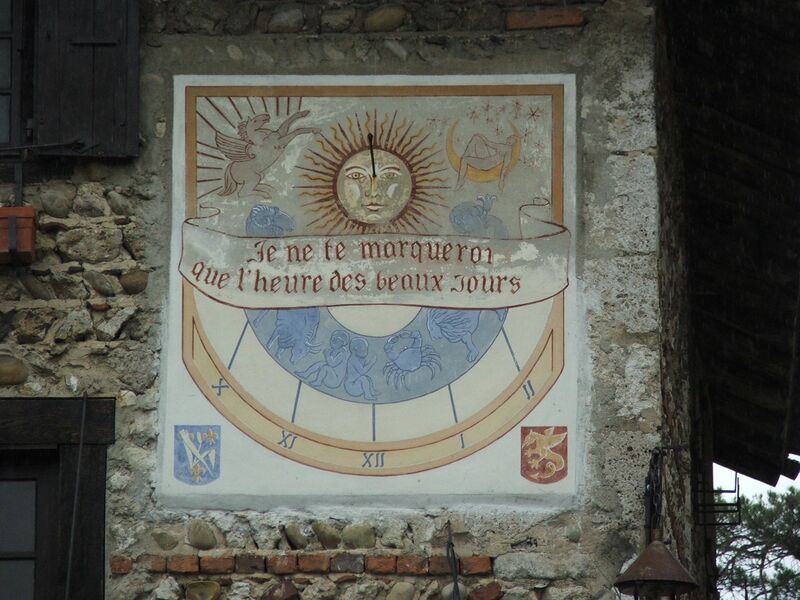 Je ne te marqueroi
que l'heure des beaux Jours
X XI XII I II